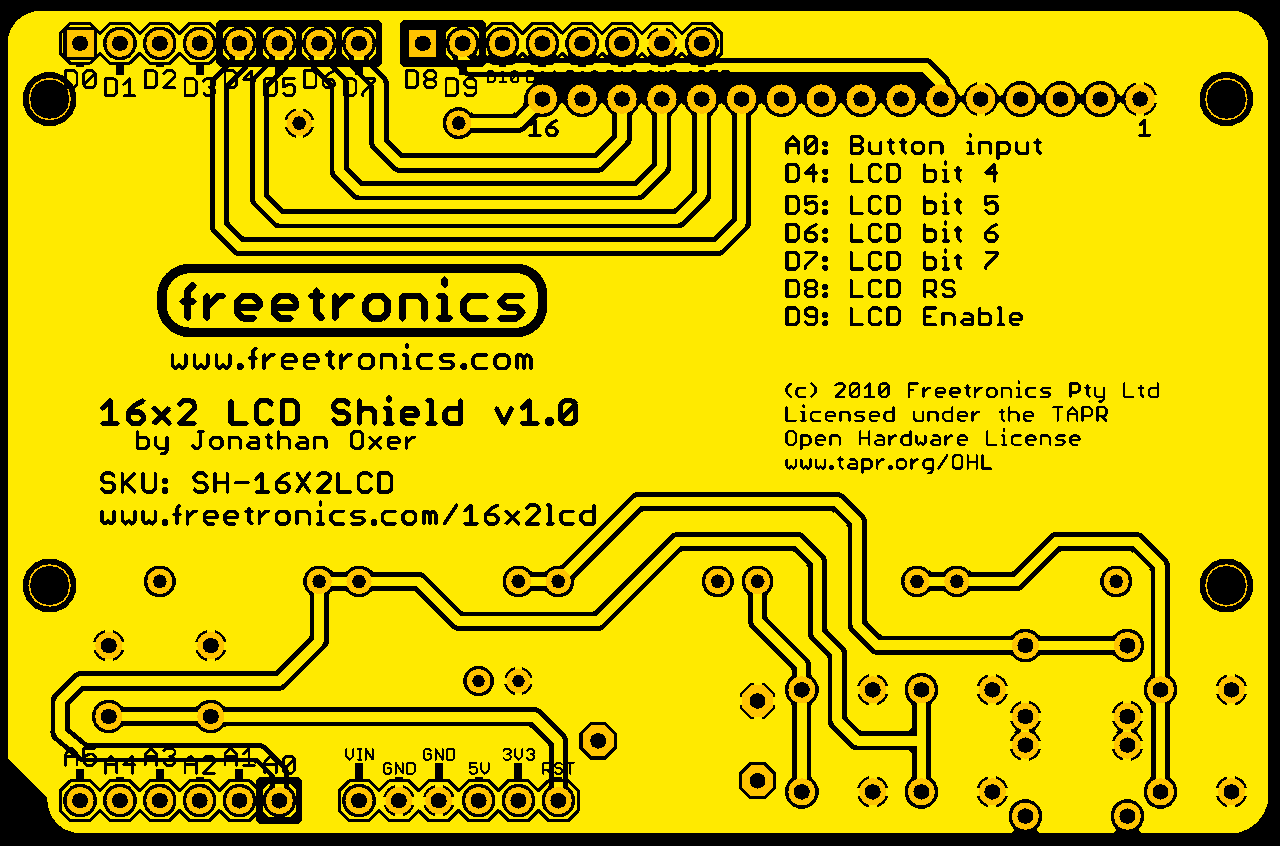 D0 D1 D2 D3 D4 D5 D6 D7 D8 D9 D10
16
1
A0: Button input
D4: LCD bit 4
D5: LCD bit 5
D6: LCD bit 6
D7: LCD bit 7
D8: LCD RS
D9: LCD Enable
freetronics
www.freetronics.com
16x2 LCD Shield v1.0
by Jonathan Oxer
SKU: SH-16X2LCD
www.freetronics.com/16x2lcd
(c) 2010 Freetronics Pty Ltd
Licensed under the TAPR
Open Hardware License
www.tapr.org/OHL
A5 A4 A3 A2 A1 A0
VIN GND GND 5V 3V3 RST